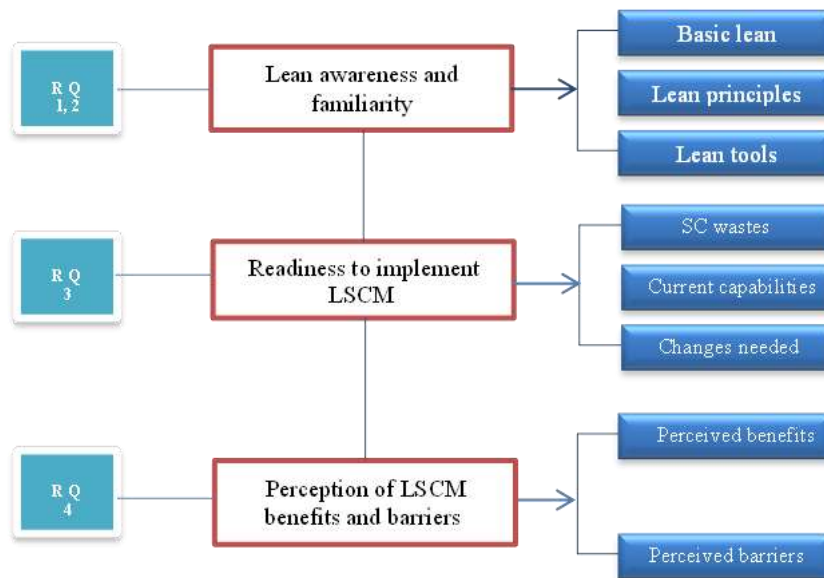 R Q
1, 2
Lean awareness and
familiarity
Basic lean
Lean principles
Lean tools
R Q
3
Readiness to implement
LSCM
SC wastes
Current capabilities
Changes needed
R Q
4
Perception of LSCM
benefits and barriers
Perceived benefits
Perceived barriers